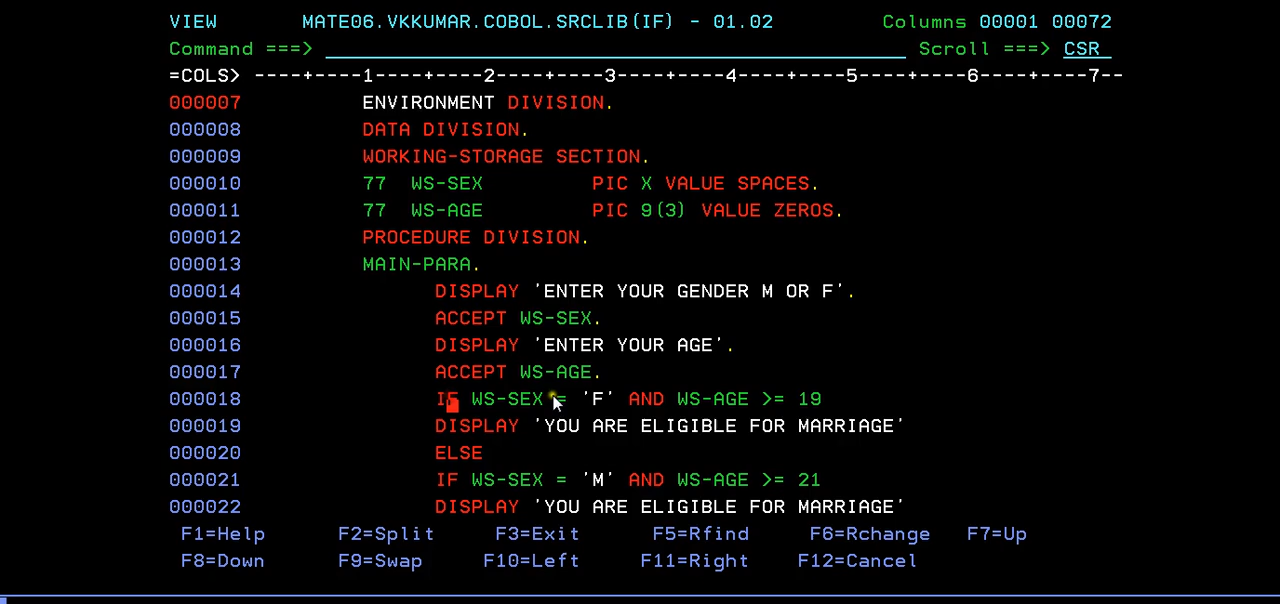 VIEW MATE06.VKKUMAR.COBOL.SRCLIB(IF) - 01.02 Columns 00001 00072
Command ===> Scroll ===> CSR
=COLS> ----+----1----+----2----+----3----+----4----+----5----+----6----+----7--
000007 ENVIRONMENT DIVISION.
000008 DATA DIVISION.
000009 WORKING-STORAGE SECTION.
000010 77 WS-SEX PIC X VALUE SPACES.
000011 77 WS-AGE PIC 9(3) VALUE ZEROS.
000012 PROCEDURE DIVISION.
000013 MAIN-PARA.
000014 DISPLAY 'ENTER YOUR GENDER M OR F'.
000015 ACCEPT WS-SEX.
000016 DISPLAY 'ENTER YOUR AGE'.
000017 ACCEPT WS-AGE.
000018 IF WS-SEX = 'F' AND WS-AGE >= 19
000019 DISPLAY 'YOU ARE ELIGIBLE FOR MARRIAGE'
000020 ELSE
000021 IF WS-SEX = 'M' AND WS-AGE >= 21
000022 DISPLAY 'YOU ARE ELIGIBLE FOR MARRIAGE'
F1=Help F2=Split F3=Exit F5=Rfind F6=Rchange F7=Up
F8=Down F9=Swap F10=Left F11=Right F12=Cancel